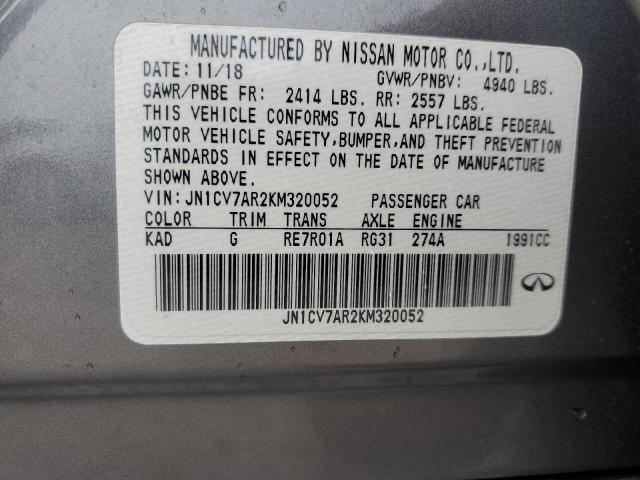 MANUFACTURED BY NISSAN MOTOR CO.,LTD.
DATE: 11/18 GVWR/PNBV: 4940 LBS.
GAWR/PNBE FR: 2414 LBS. RR: 2557 LBS.
THIS VEHICLE CONFORMS TO ALL APPLICABLE FEDERAL
MOTOR VEHICLE SAFETY,BUMPER,AND THEFT PREVENTION
STANDARDS IN EFFECT ON THE DATE OF MANUFACTURE
SHOWN ABOVE.
VIN: JN1CV7AR2KM320052 PASSENGER CAR
COLOR TRIM TRANS AXLE ENGINE
KAD G RE7R01A RG31 274A 1991CC
JN1CV7AR2KM320052